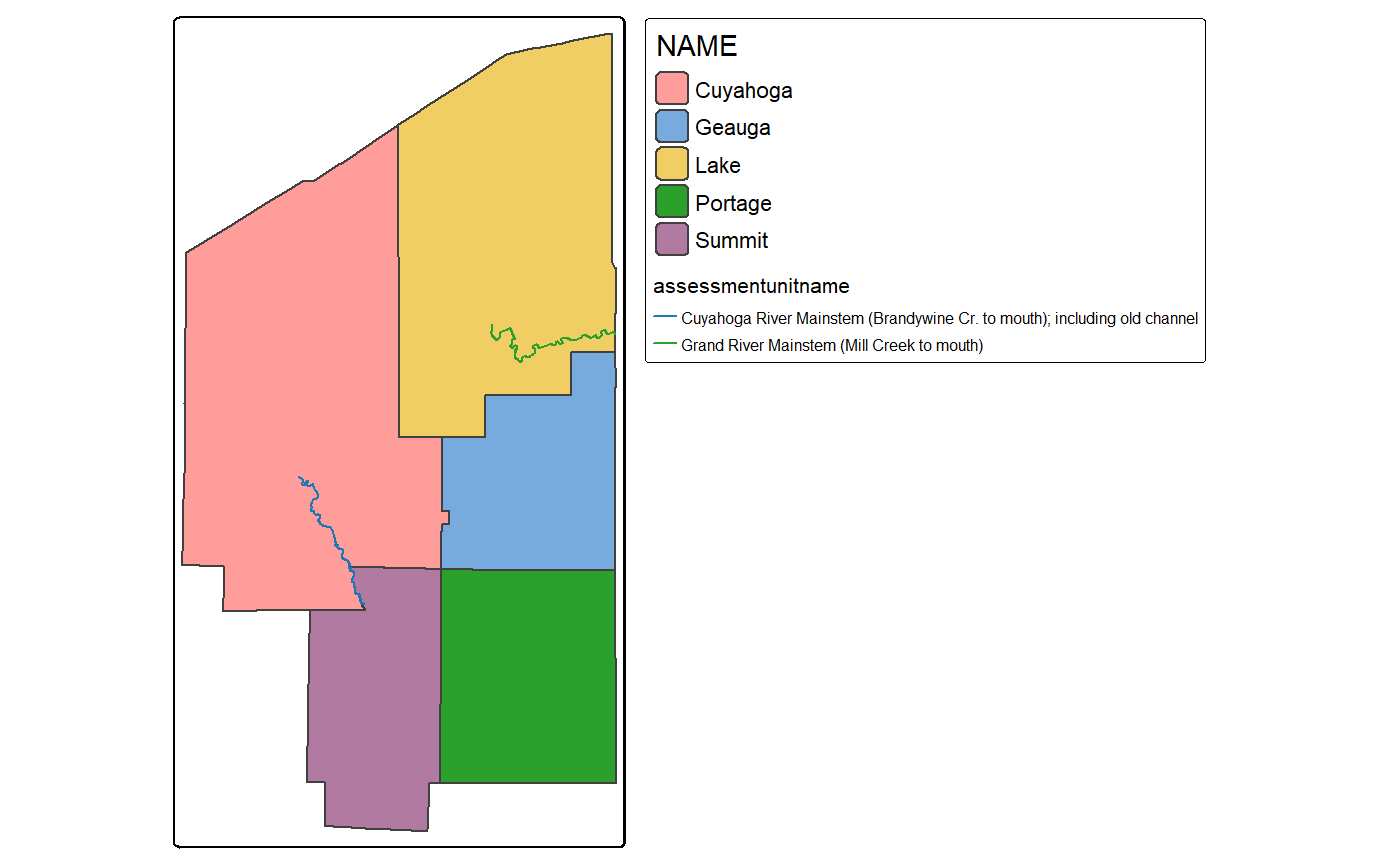 NAME
Cuyahoga
Geauga
Lake
Portage
Summit
assessmentunitname
Cuyahoga River Mainstem (Brandywine Cr. to mouth); including old channel
Grand River Mainstem (Mill Creek to mouth)